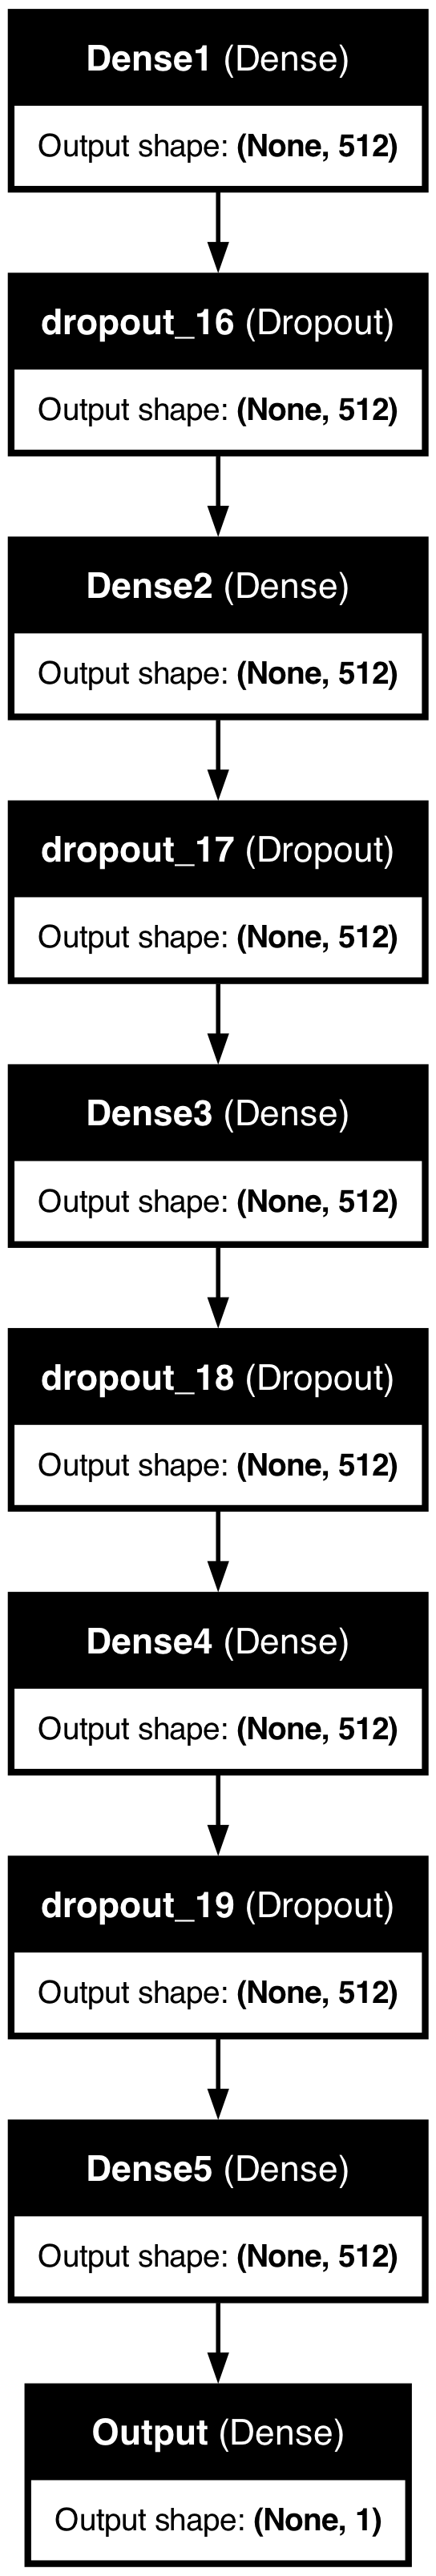 Dense1 (Dense)
Output shape: (None, 512)
dropout_16 (Dropout)
Output shape: (None, 512)
Dense2 (Dense)
Output shape: (None, 512)
dropout_17 (Dropout)
Output shape: (None, 512)
Dense3 (Dense)
Output shape: (None, 512)
dropout_18 (Dropout)
Output shape: (None, 512)
Dense4 (Dense)
Output shape: (None, 512)
dropout_19 (Dropout)
Output shape: (None, 512)
Dense5 (Dense)
Output shape: (None, 512)
Output (Dense)
Output shape: (None, 1)